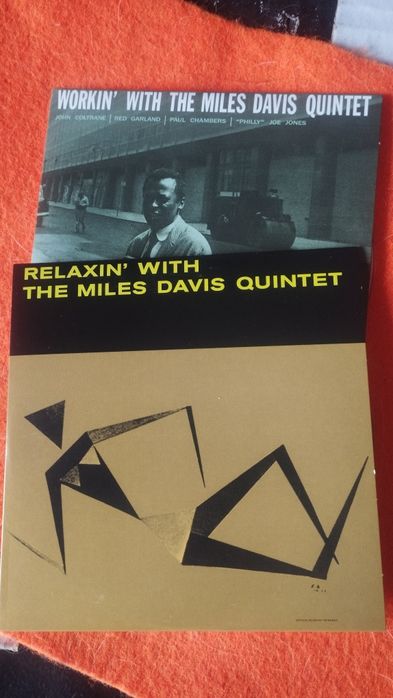 WORKIN' WITH THE MILES DAVIS QUINTET
JOHN COLTRANE | RED GARLAND | PAUL CHAMBERS | "PHILLY" JOE JONES
RELAXIN' WITH
THE MILES DAVIS QUINTET